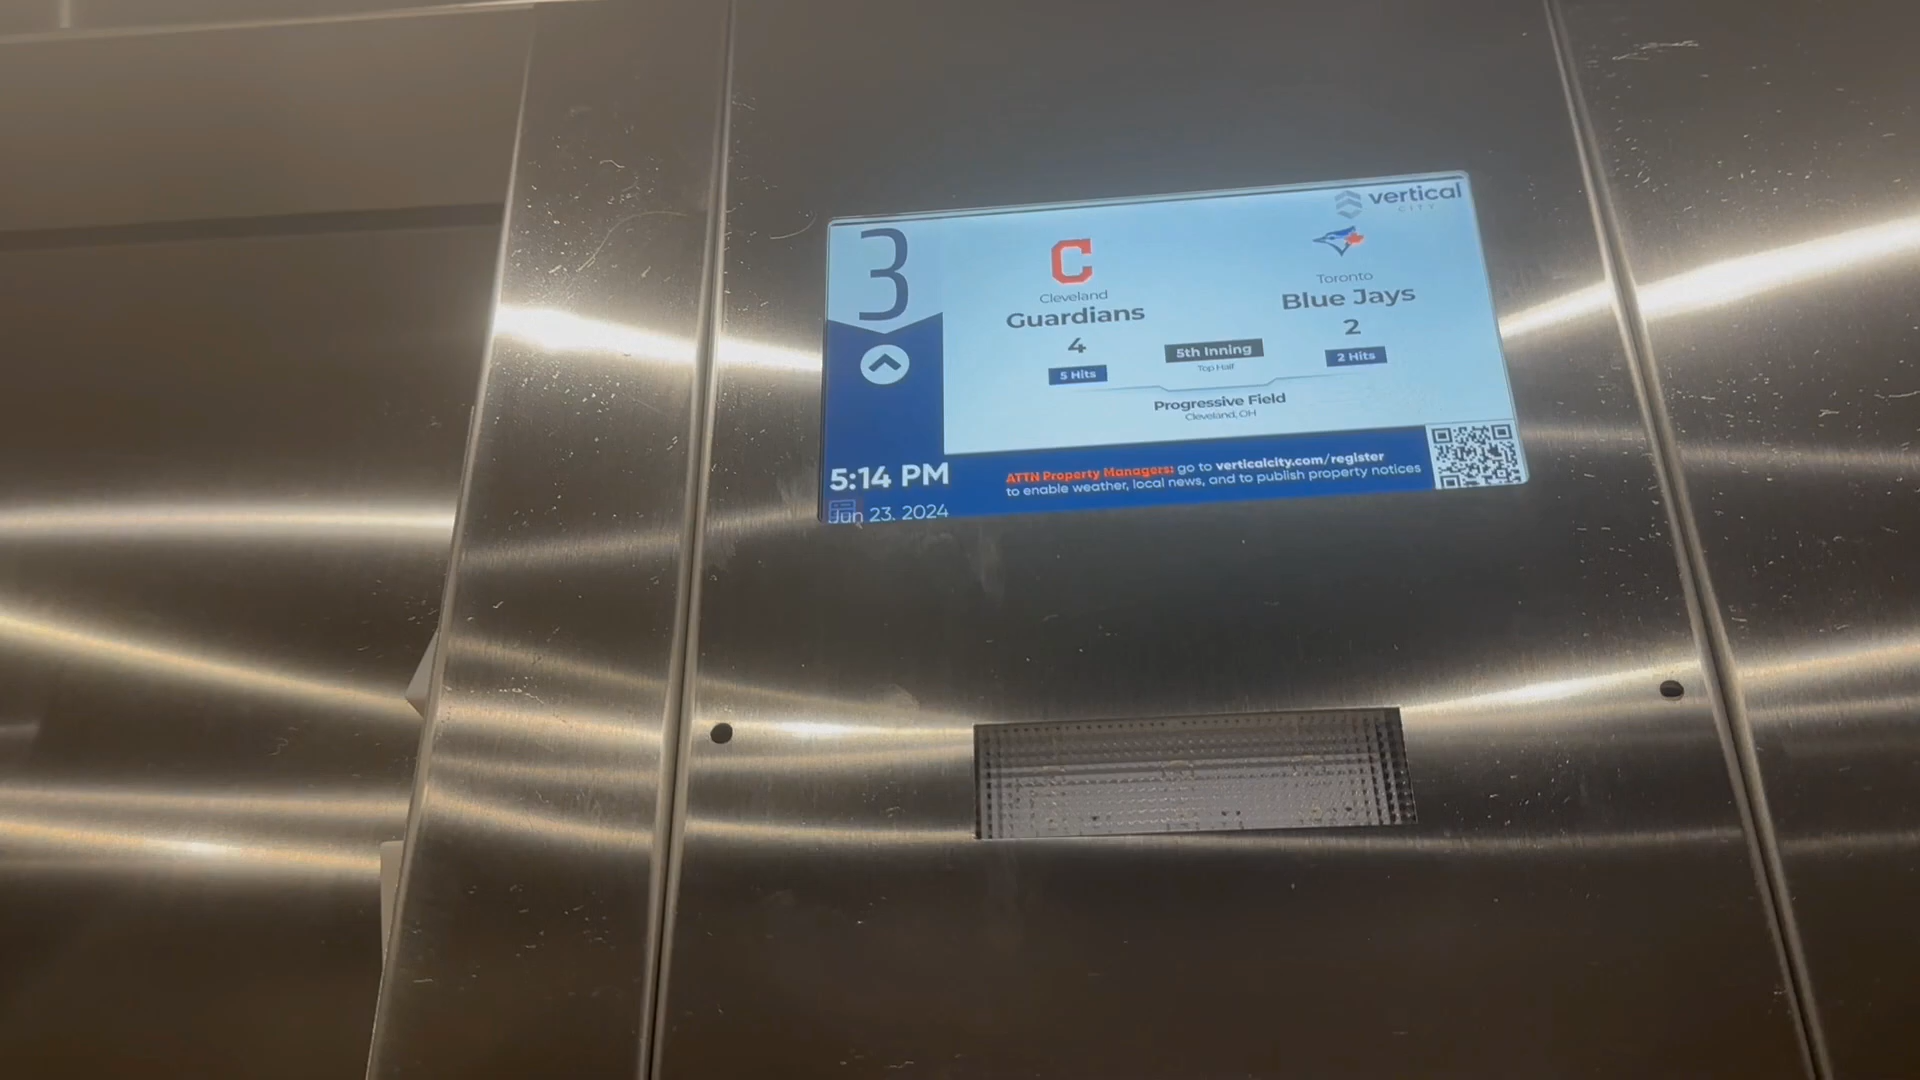 3
vertical
CITY
C
Cleveland
Guardians
4
5 Hits
Toronto
Blue Jays
2
2 Hits
5th Inning
Top Half
Progressive Field
Cleveland, OH
5:14 PM
Jun 23. 2024
ATTN Property Managers: go to verticalcity.com/register
to enable weather, local news, and to publish property notices